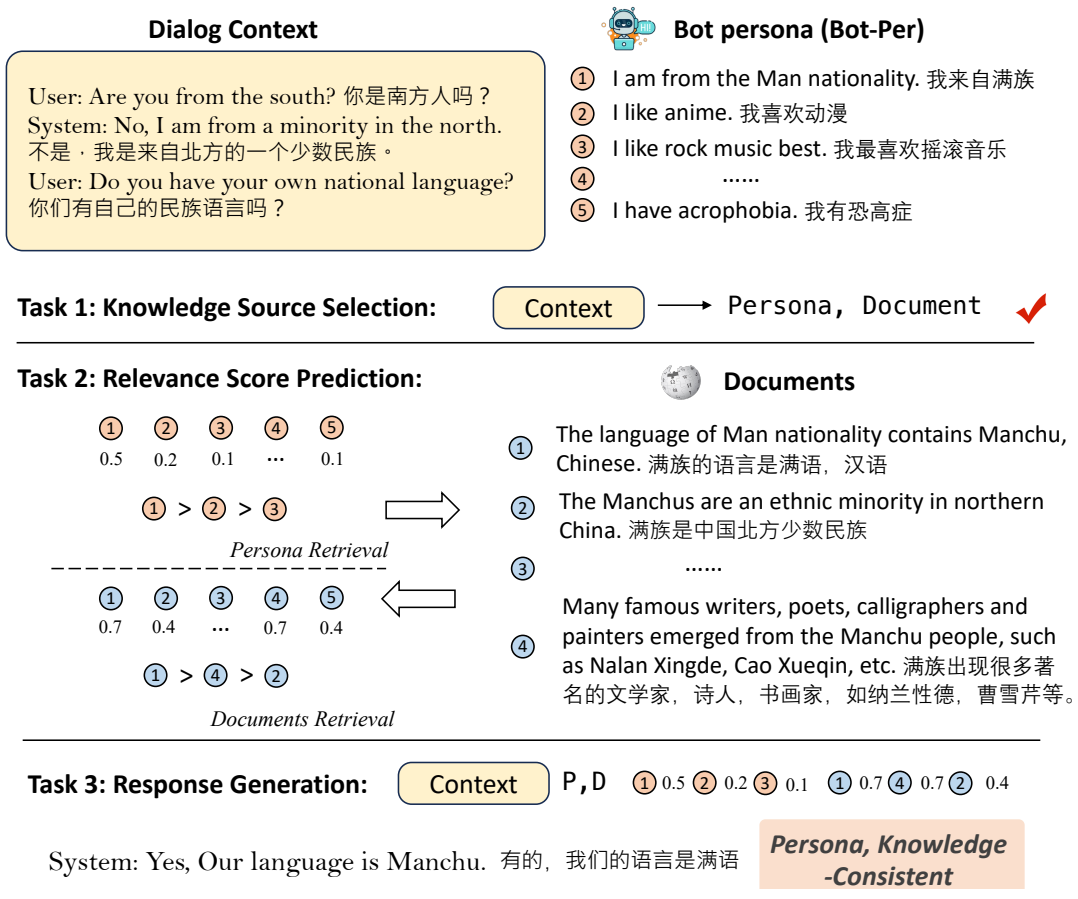 Dialog Context
User: Are you from the south? 你是南方人吗？
System: No, I am from a minority in the north.
不是，我是来自北方的一个少数民族。
User: Do you have your own national language?
你们有自己的民族语言吗？
Bot persona (Bot-Per)
1 I am from the Man nationality. 我来自满族
2 I like anime. 我喜欢动漫
3 I like rock music best. 我最喜欢摇滚音乐
4 ......
5 I have acrophobia. 我有恐高症
Task 1: Knowledge Source Selection:
Context
Persona, Document
Task 2: Relevance Score Prediction:
1 2 3 4 5
0.5 0.2 0.1 ... 0.1
1 > 2 > 3
Persona Retrieval
1 2 3 4 5
0.7 0.4 ... 0.7 0.4
1 > 4 > 2
Documents Retrieval
Documents
1 The language of Man nationality contains Manchu,
Chinese. 满族的语言是满语，汉语
2 The Manchus are an ethnic minority in northern
China. 满族是中国北方少数民族
3 ......
Many famous writers, poets, calligraphers and
4 painters emerged from the Manchu people, such
as Nalan Xingde, Cao Xueqin, etc. 满族出现很多著
名的文学家，诗人，书画家，如纳兰性德，曹雪芹等。
Task 3: Response Generation:
Context
P,D 1 0.5 2 0.2 3 0.1 1 0.7 4 0.7 2 0.4
System: Yes, Our language is Manchu. 有的，我们的语言是满语
Persona, Knowledge
-Consistent